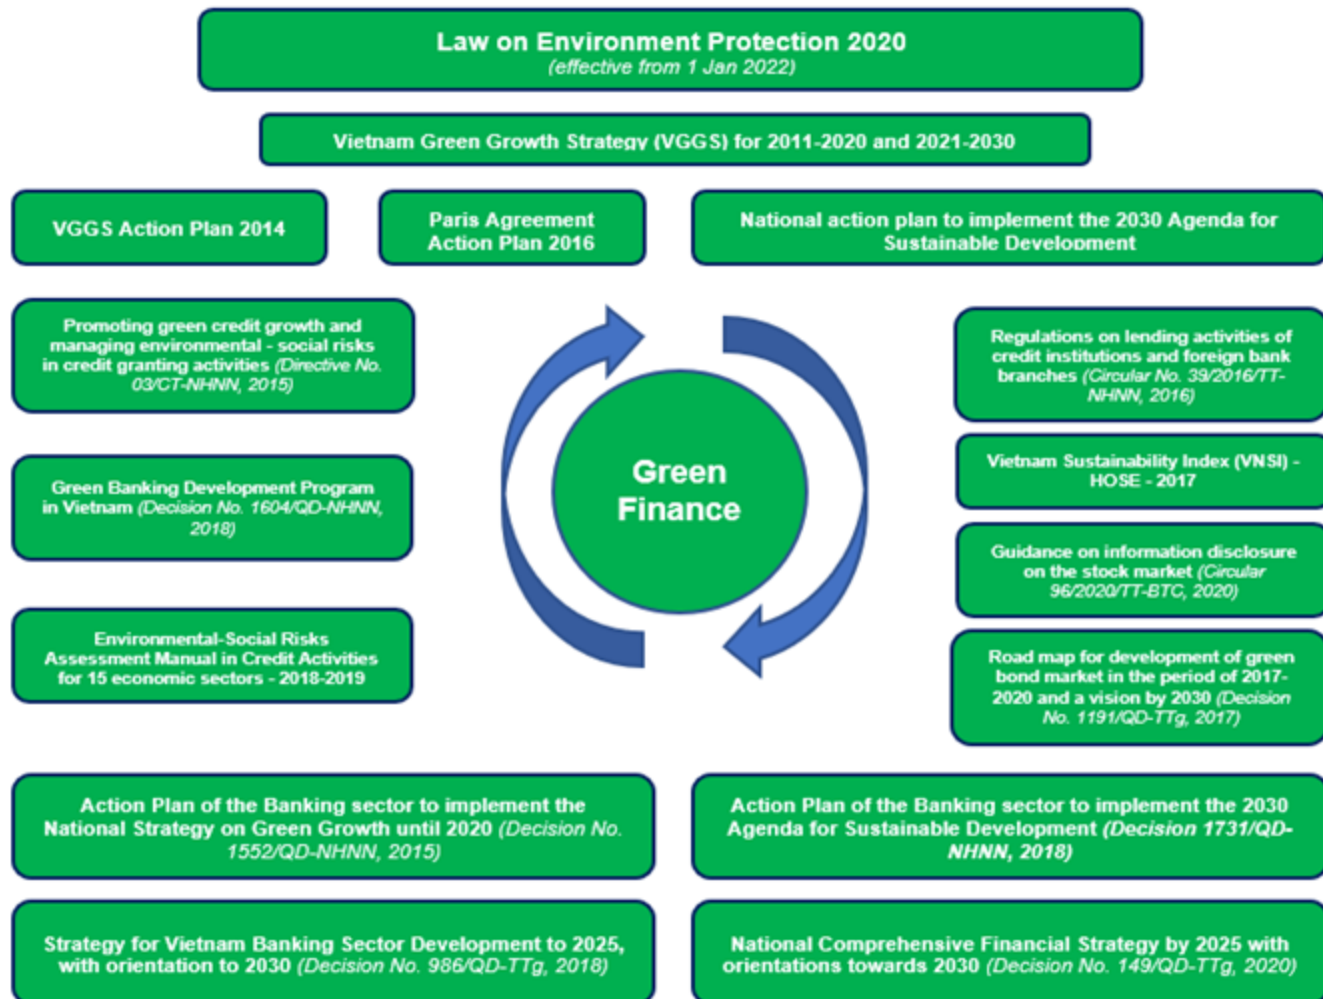 Law on Environment Protection 2020
(effective from 1 Jan 2022)
Vietnam Green Growth Strategy (VGGS) for 2011-2020 and 2021-2030
VGGS Action Plan 2014
Paris Agreement
Action Plan 2016
National action plan to implement the 2030 Agenda for
Sustainable Development
Promoting green credit growth and
managing environmental - social risks
in credit granting activities (Directive No.
03/CT-NHNN, 2015)
Green Banking Development Program
in Vietnam (Decision No. 1604/QD-NHNN,
2018)
Environmental-Social Risks
Assessment Manual in Credit Activities
for 15 economic sectors - 2018-2019
Green
Finance
Regulations on lending activities of
credit institutions and foreign bank
branches (Circular No. 39/2016/TT-
NHNN, 2016)
Vietnam Sustainability Index (VNSI) -
HOSE - 2017
Guidance on information disclosure
on the stock market (Circular
96/2020/TT-BTC, 2020)
Road map for development of green
bond market in the period of 2017-
2020 and a vision by 2030 (Decision
No. 1191/QD-TTg, 2017)
Action Plan of the Banking sector to implement the
National Strategy on Green Growth until 2020 (Decision No.
1552/QD-NHNN, 2015)
Action Plan of the Banking sector to implement the 2030
Agenda for Sustainable Development (Decision 1731/QD-
NHNN, 2018)
Strategy for Vietnam Banking Sector Development to 2025,
with orientation to 2030 (Decision No. 986/QD-TTg, 2018)
National Comprehensive Financial Strategy by 2025 with
orientations towards 2030 (Decision No. 149/QD-TTg, 2020)